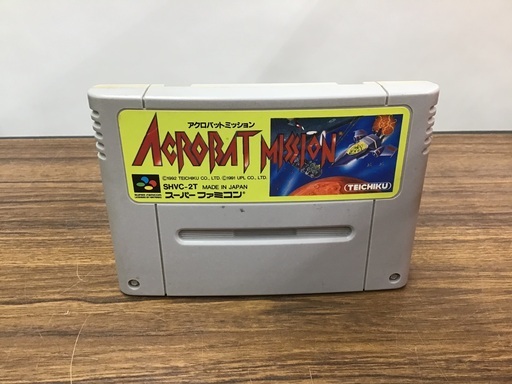 アクロバットミッション
ACROBAT MISSION
©1992 TEICHIKU CO., LTD. ©1991 UPL CO., LTD.
SHVC-2T MADE IN JAPAN
スーパーファミコン
TEICHIKU